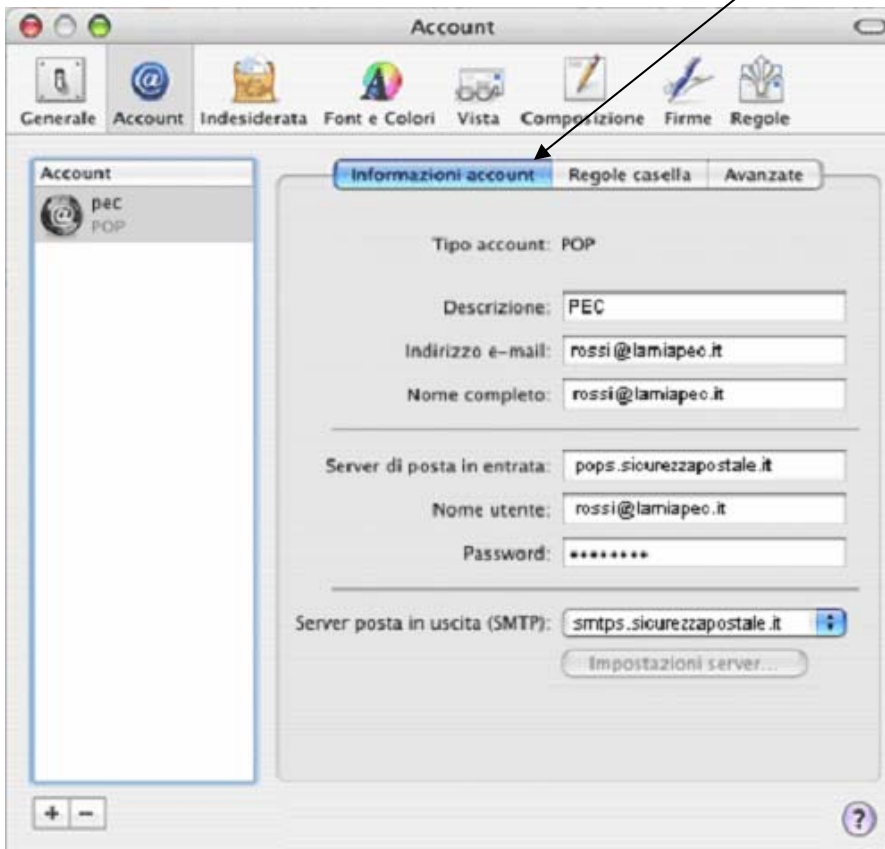 Account
Generale Account Indesiderata Font e Colori Vista Composizione Firme Regole
Account
pec
POP
Informazioni account Regole casella Avanzate
Tipo account: POP
Descrizione: PEC
Indirizzo e-mail: rossi@lamiapec.it
Nome completo: rossi@lamiapec.it
Server di posta in entrata: pops.sicurezzapostale.it
Nome utente: rossi@lamiapec.it
Password: ••••••••
Server posta in uscita (SMTP): smtps.sicurezzapostale.it
Impostazioni server...